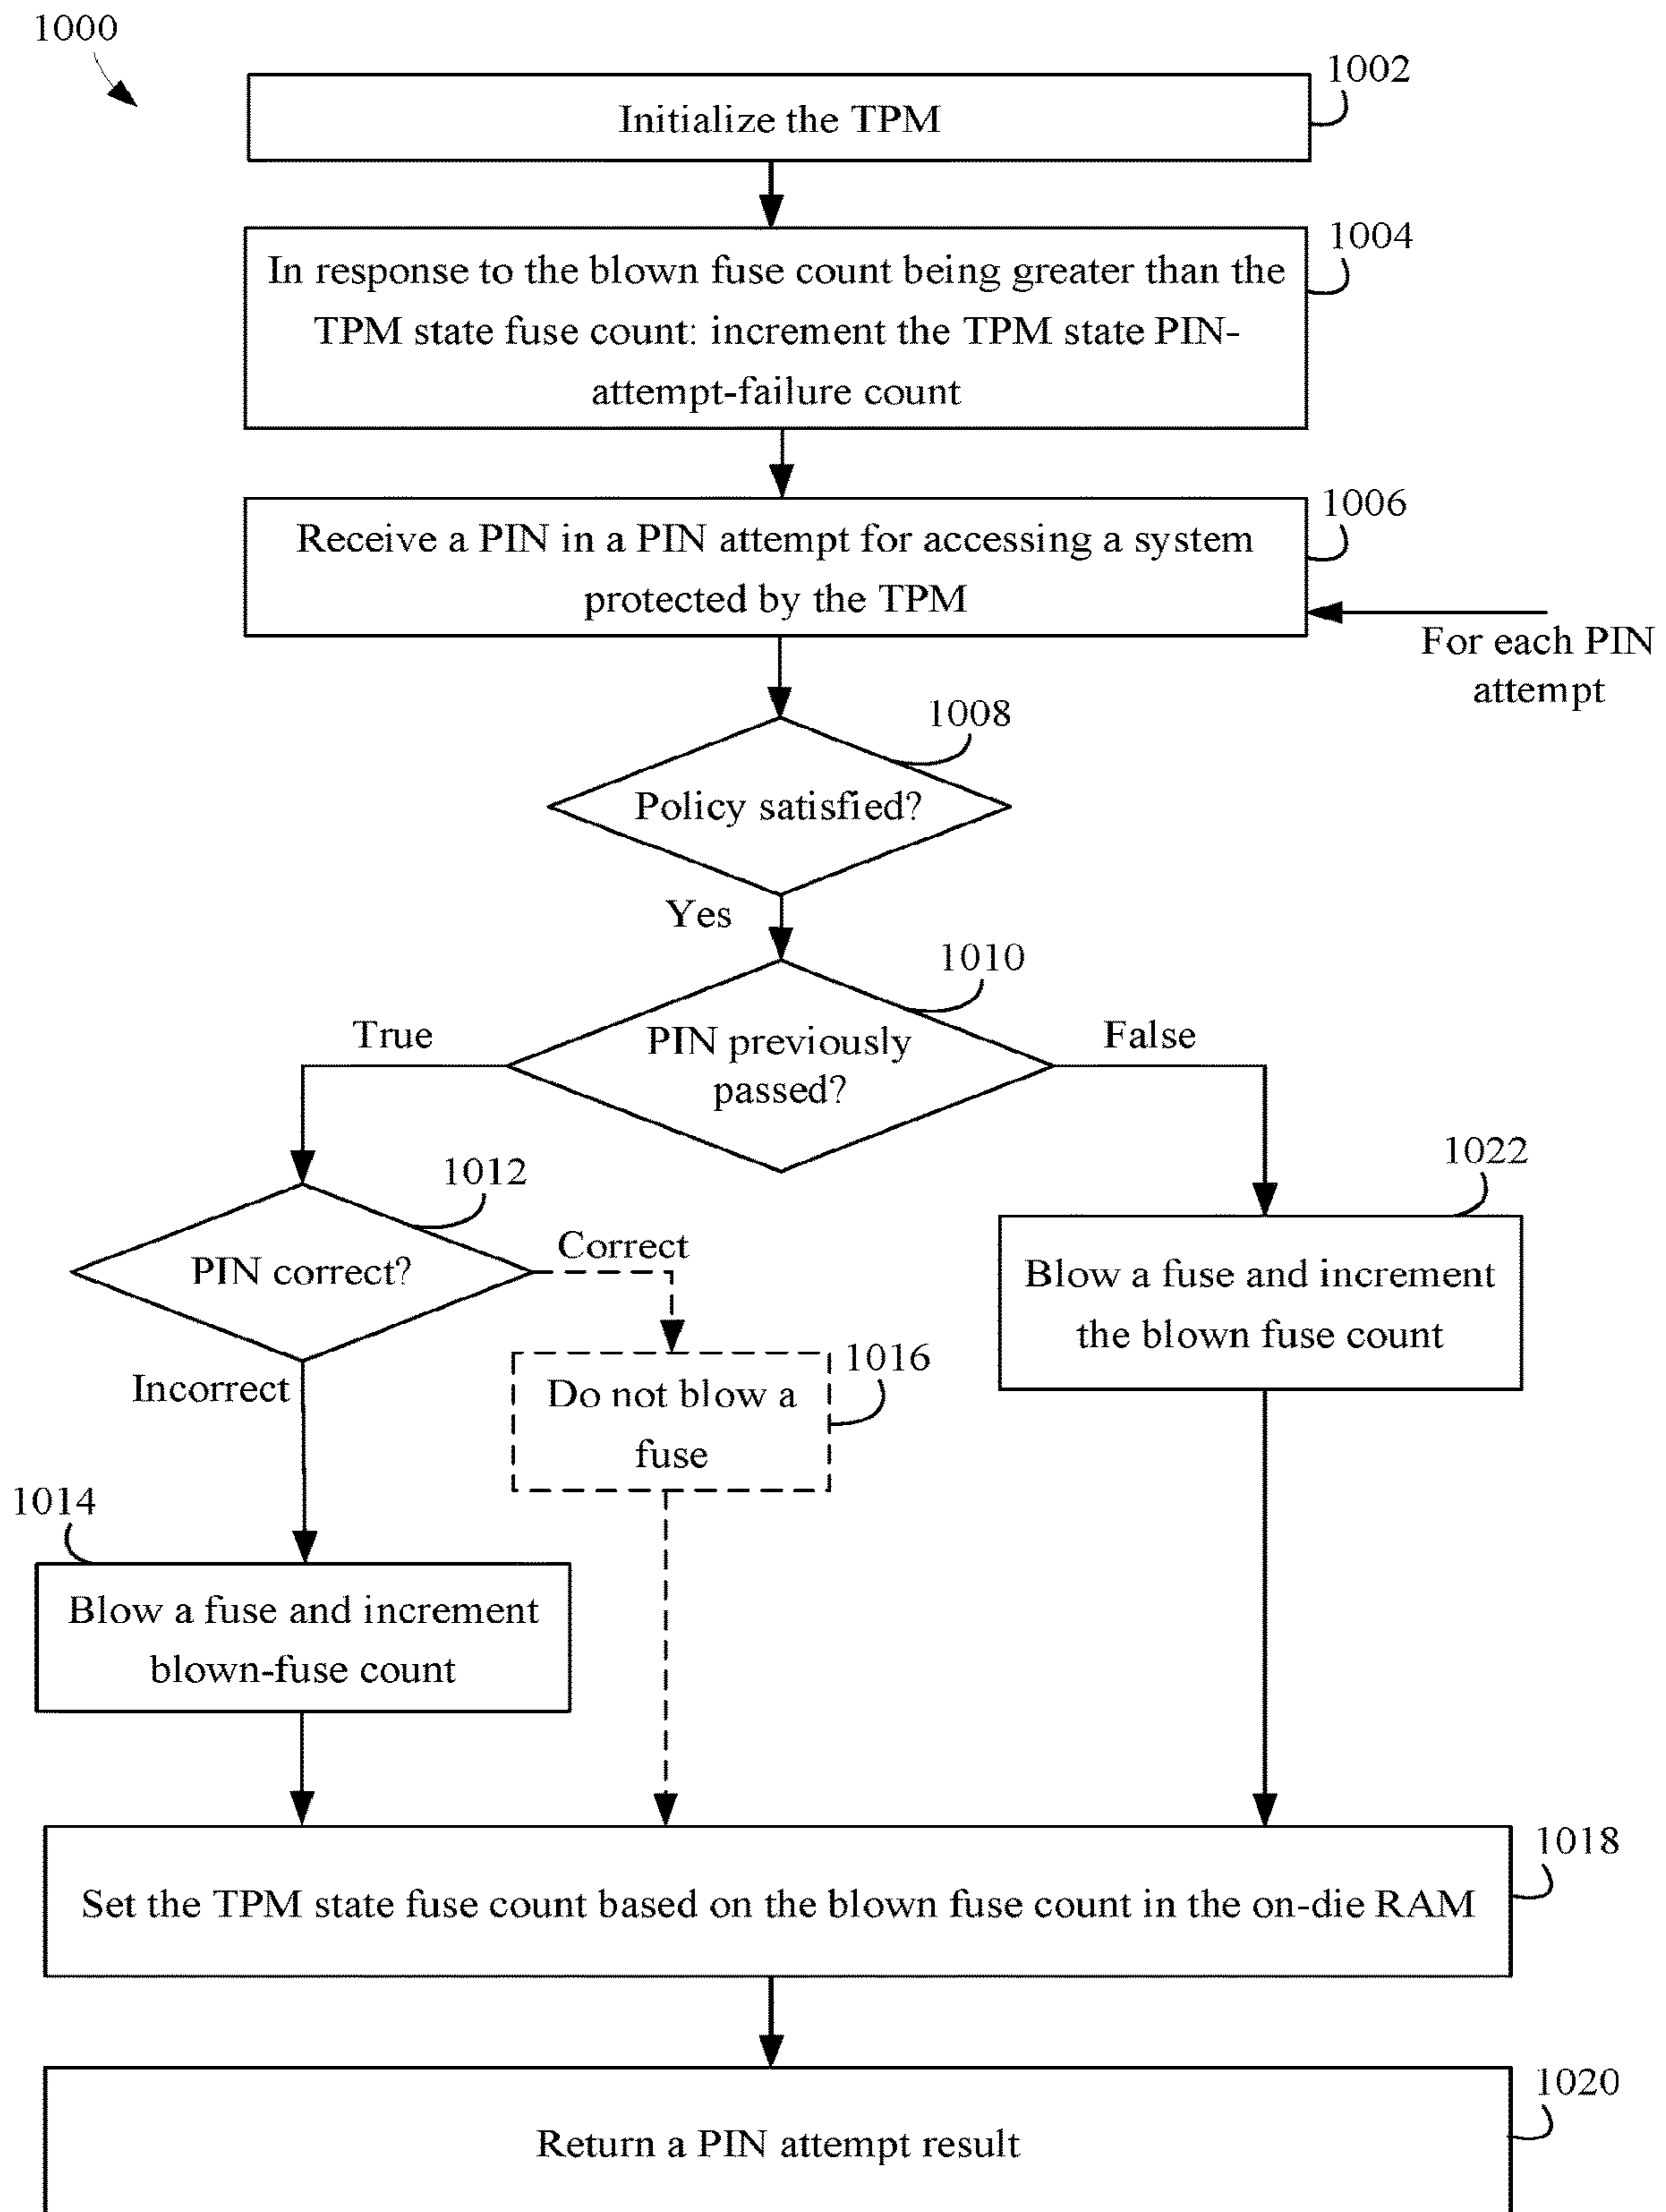 1000
1002
Initialize the TPM
1004
In response to the blown fuse count being greater than the
TPM state fuse count: increment the TPM state PIN-
attempt-failure count
1006
Receive a PIN in a PIN attempt for accessing a system
protected by the TPM
For each PIN
attempt
1008
Policy satisfied?
Yes
1010
PIN previously
passed?
True
False
1012
PIN correct?
Correct
Incorrect
1022
Blow a fuse and increment
the blown fuse count
1016
Do not blow a
fuse
1014
Blow a fuse and increment
blown-fuse count
1018
Set the TPM state fuse count based on the blown fuse count in the on-die RAM
1020
Return a PIN attempt result